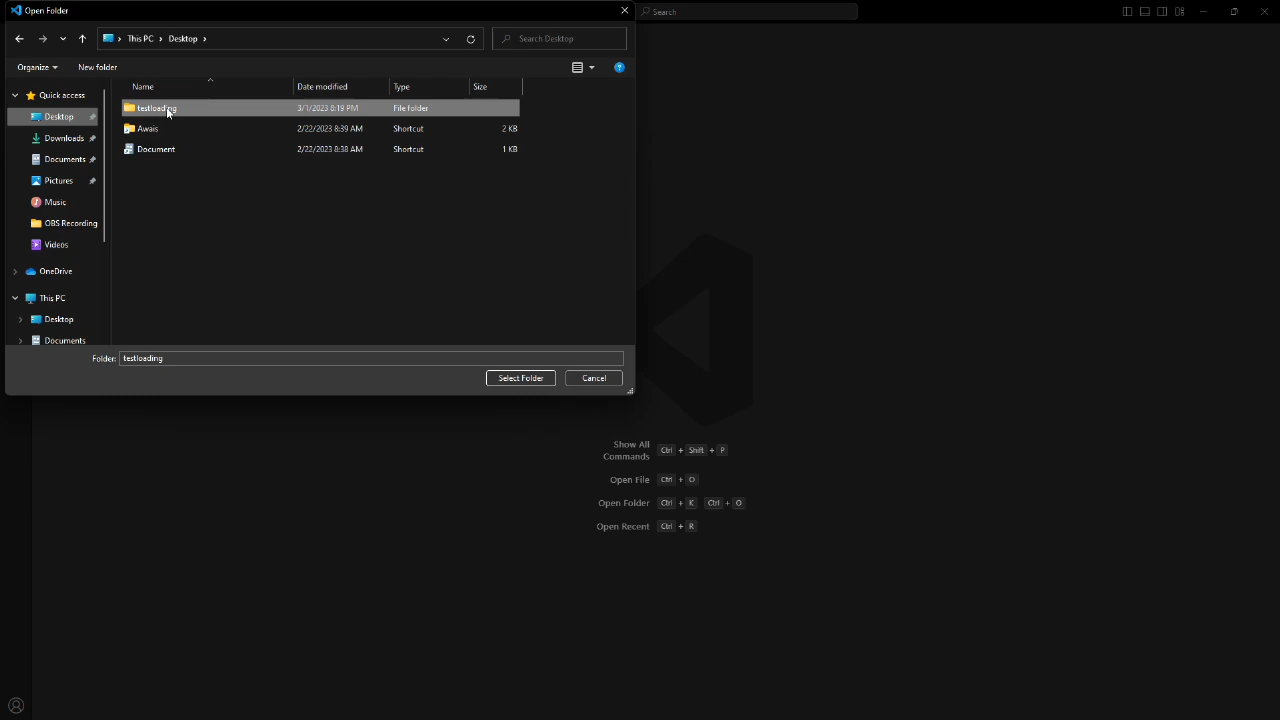 Open Folder
Search
This PC
Desktop
Search Desktop
Organize
New folder
Name
Date modified
Type
Size
Quick access
Desktop
Downloads
Documents
Pictures
Music
OBS Recording
Videos
OneDrive
This PC
Desktop
Documents
testloading 3/1/2023 8:19 PM File folder
Awais 2/22/2023 8:39 AM Shortcut 2 KB
Document 2/22/2023 8:38 AM Shortcut 1 KB
Folder: testloading
Select Folder
Cancel
Show All Commands Ctrl + Shift + P
Open File Ctrl + O
Open Folder Ctrl + K Ctrl + O
Open Recent Ctrl + R